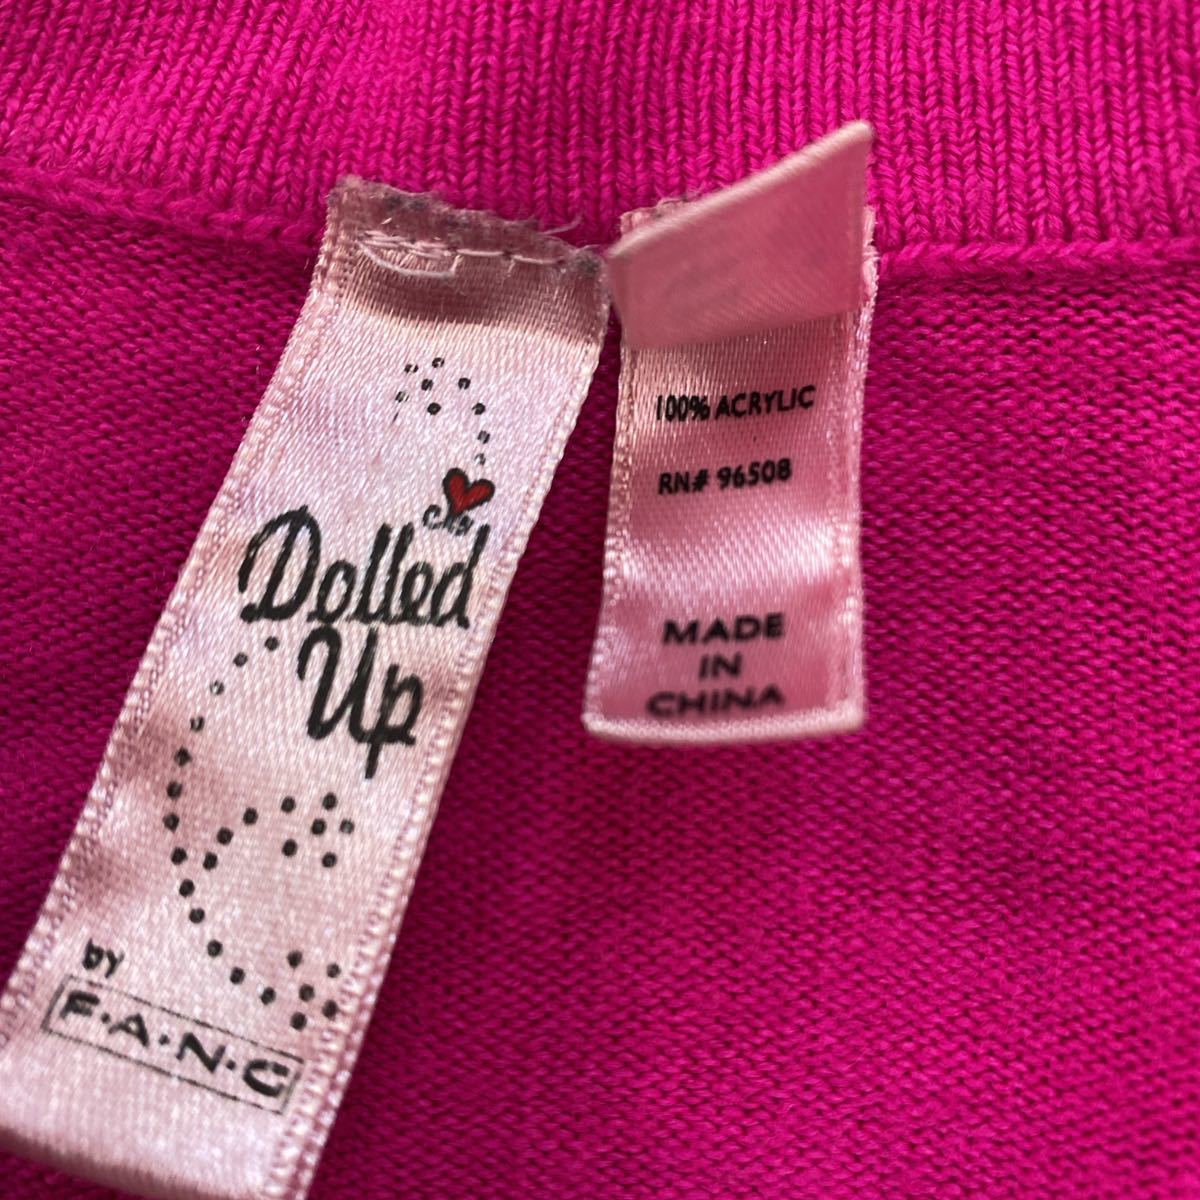 Dolled
Up
by
F·A·N·G
100% ACRYLIC
RN# 96508
MADE
IN
CHINA